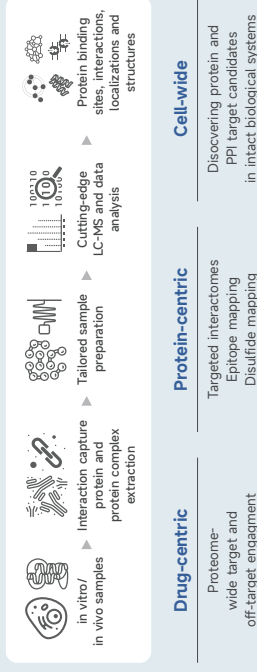 in vitro/
in vivo samples
Interaction capture
protein and
protein complex
extraction
Tailored sample
preparation
Cutting-edge
LC-MS and data
analysis
Protein binding
sites, interactions,
localizations and
structures
Drug-centric
Proteome-
wide target and
off-target engagment
Protein-centric
Targeted interactomes
Epitope mapping
Disulfide mapping
Cell-wide
Disocvering protein and
PPI target candidates
in intact biological systems